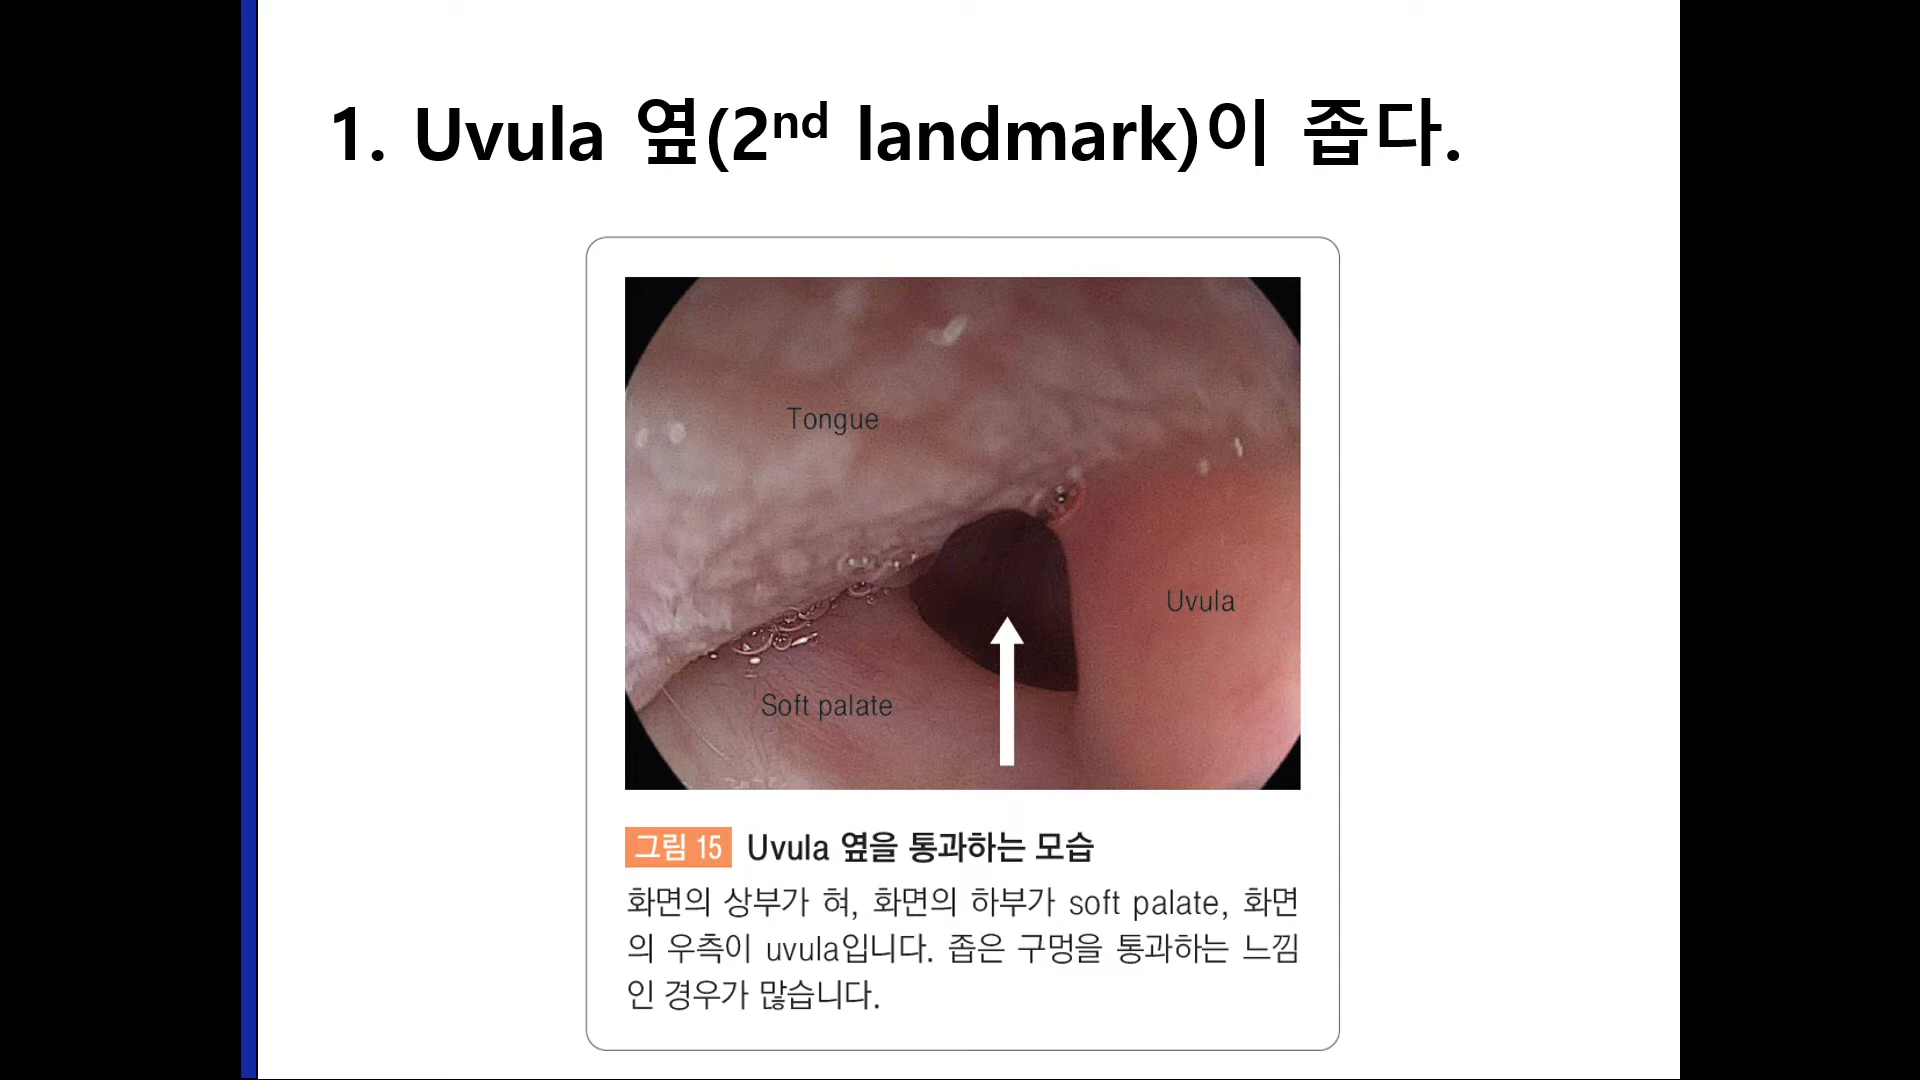 1. Uvula 옆(2nd landmark)이 좁다.
Tongue
Uvula
Soft palate
그림 15 Uvula 옆을 통과하는 모습
화면의 상부가 혀, 화면의 하부가 soft palate, 화면
의 우측이 uvula입니다. 좁은 구멍을 통과하는 느낌
인 경우가 많습니다.